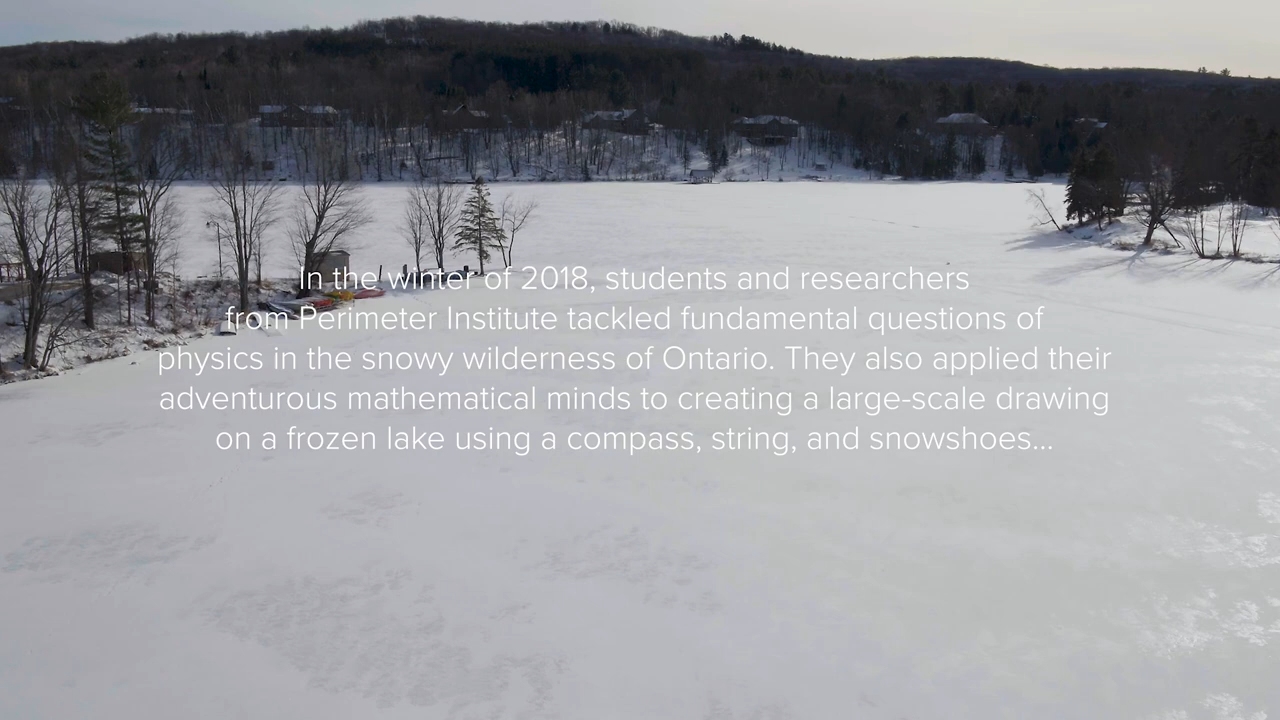 In the winter of 2018, students and researchers
from Perimeter Institute tackled fundamental questions of
physics in the snowy wilderness of Ontario. They also applied their
adventurous mathematical minds to creating a large-scale drawing
on a frozen lake using a compass, string, and snowshoes...